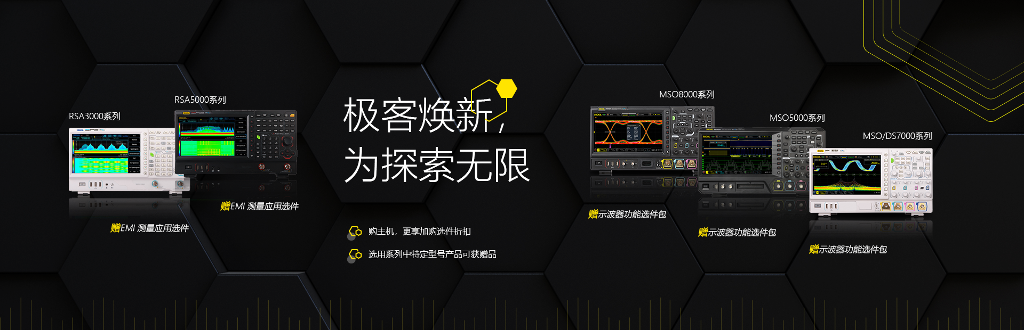 RSA5000系列
RSA3000系列
赠EMI 测量应用选件
赠EMI 测量应用选件
极客焕新，
为探索无限
购主机，更享加购选件折扣
选用系列中特定型号产品可获赠品
MSO8000系列
MSO5000系列
MSO/DS7000系列
赠示波器功能选件包
赠示波器功能选件包
赠示波器功能选件包